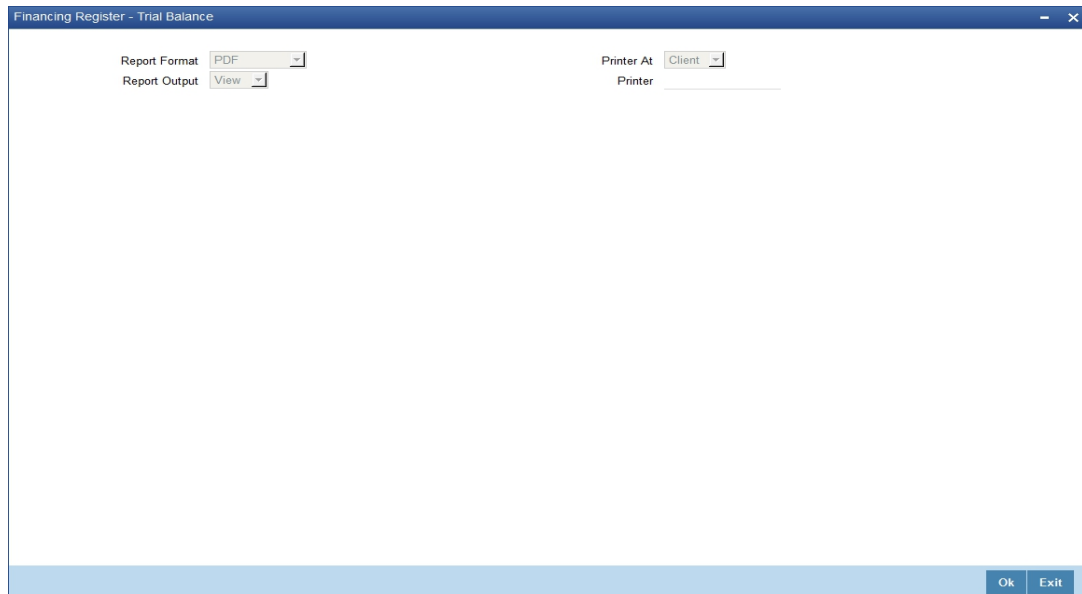 Financing Register - Trial Balance
Report Format PDF Printer At Client
Report Output View Printer
Ok Exit